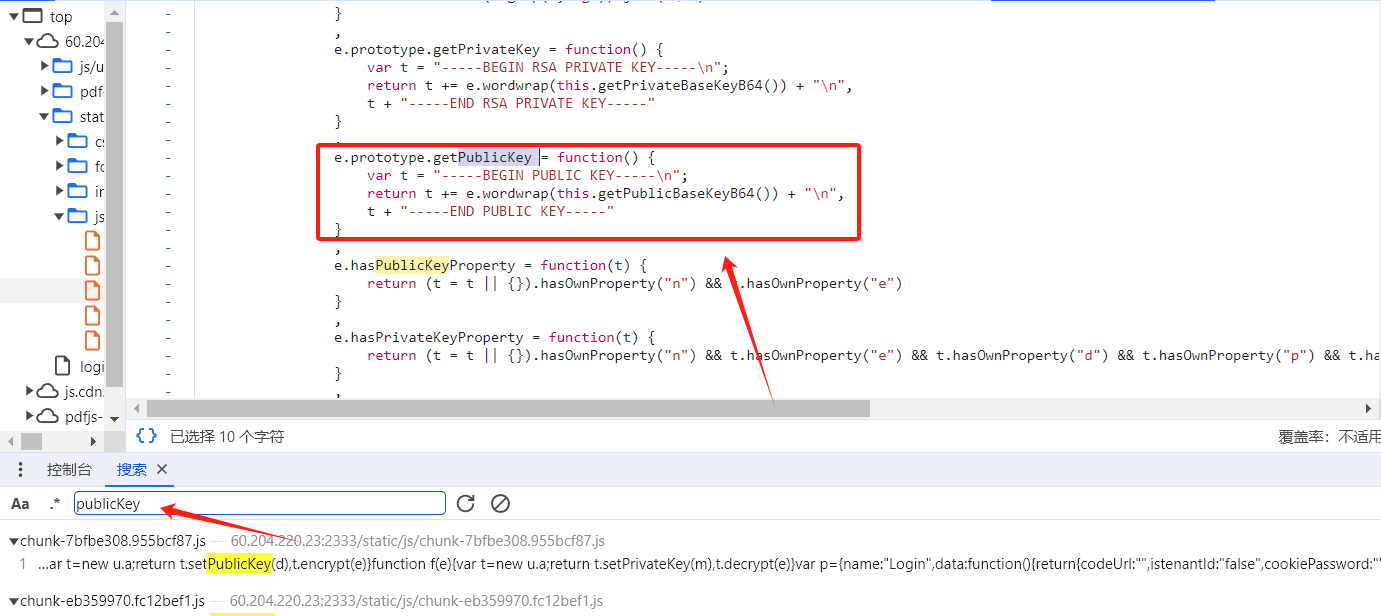 top
60.204
js/u
pdf-
stat
cs
fo
js
logi
js.cdn.
pdfjs-
}
,
e.prototype.getPrivateKey = function() {
var t = "-----BEGIN RSA PRIVATE KEY-----\n";
return t += e.wordwrap(this.getPrivateBaseKeyB64()) + "\n",
t + "-----END RSA PRIVATE KEY-----"
}
,
e.prototype.getPublicKey = function() {
var t = "-----BEGIN PUBLIC KEY-----\n";
return t += e.wordwrap(this.getPublicBaseKeyB64()) + "\n",
t + "-----END PUBLIC KEY-----"
}
,
e.hasPublicKeyProperty = function(t) {
return (t = t || {}).hasOwnProperty("n") && t.hasOwnProperty("e")
}
,
e.hasPrivateKeyProperty = function(t) {
return (t = t || {}).hasOwnProperty("n") && t.hasOwnProperty("e") && t.hasOwnProperty("d") && t.hasOwnProperty("p") && t.ha
}
,
{} 已选择 10 个字符
覆盖率: 不适用
控制台 搜索 ×
Aa .* publicKey
chunk-7bfbe308.955bcf87.js — 60.204.220.23:2333/static/js/chunk-7bfbe308.955bcf87.js
1 …ar t=new u.a;return t.setPublicKey(d),t.encrypt(e)}function f(e){var t=new u.a;return t.setPrivateKey(m),t.decrypt(e)}var p={name:"Login",data:function(){return{codeUrl:"",istenantId:"false",cookiePassword:""
chunk-eb359970.fc12bef1.js — 60.204.220.23:2333/static/js/chunk-eb359970.fc12bef1.js